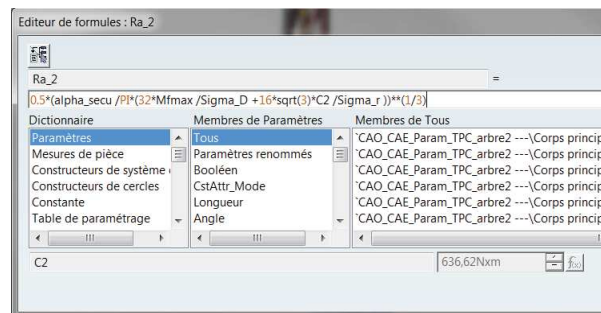 Editeur de formules : Ra_2
Ra_2 =
0.5*(alpha_secu /PI*(32*Mfmax /Sigma_D +16*sqrt(3)*C2 /Sigma_r ))**(1/3)
Dictionnaire Membres de Paramètres Membres de Tous
Paramètres Tous `CAO_CAE_Param_TPC_arbre2 ---\Corps princip
Mesures de pièce Paramètres renommés `CAO_CAE_Param_TPC_arbre2 ---\Corps princip
Constructeurs de système Booléen `CAO_CAE_Param_TPC_arbre2 ---\Corps princip
Constructeurs de cercles CstAttr_Mode `CAO_CAE_Param_TPC_arbre2 ---\Corps princip
Constante Longueur `CAO_CAE_Param_TPC_arbre2 ---\Corps princip
Table de paramétrage Angle `CAO_CAE_Param_TPC_arbre2 ---\Corps princip
C2 636,62Nxm f(x)